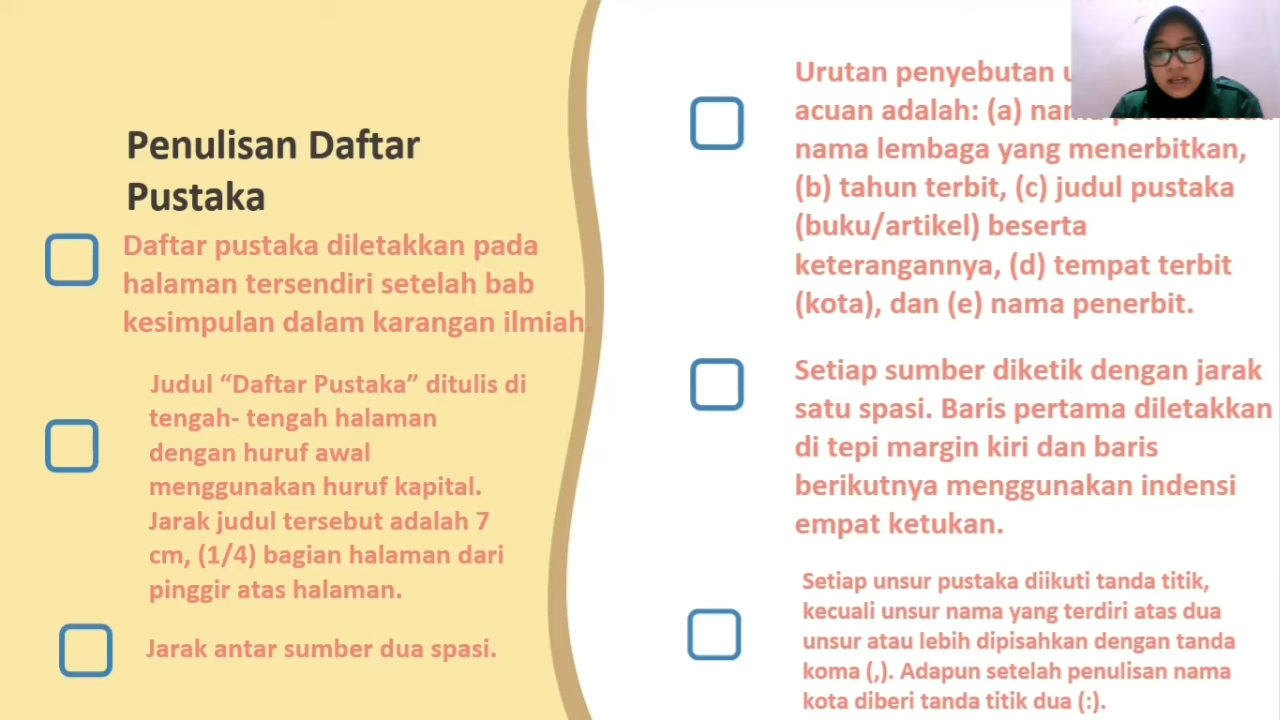 Penulisan Daftar
Pustaka
Daftar pustaka diletakkan pada
halaman tersendiri setelah bab
kesimpulan dalam karangan ilmiah.
Judul “Daftar Pustaka” ditulis di
tengah- tengah halaman
dengan huruf awal
menggunakan huruf kapital.
Jarak judul tersebut adalah 7
cm, (1/4) bagian halaman dari
pinggir atas halaman.
Jarak antar sumber dua spasi.
Urutan penyebutan
acuan adalah: (a)
nama lembaga yang menerbitkan,
(b) tahun terbit, (c) judul pustaka
(buku/artikel) beserta
keterangannya, (d) tempat terbit
(kota), dan (e) nama penerbit.
Setiap sumber diketik dengan jarak
satu spasi. Baris pertama diletakkan
di tepi margin kiri dan baris
berikutnya menggunakan indensi
empat ketukan.
Setiap unsur pustaka diikuti tanda titik,
kecuali unsur nama yang terdiri atas dua
unsur atau lebih dipisahkan dengan tanda
koma (,). Adapun setelah penulisan nama
kota diberi tanda titik dua (:).